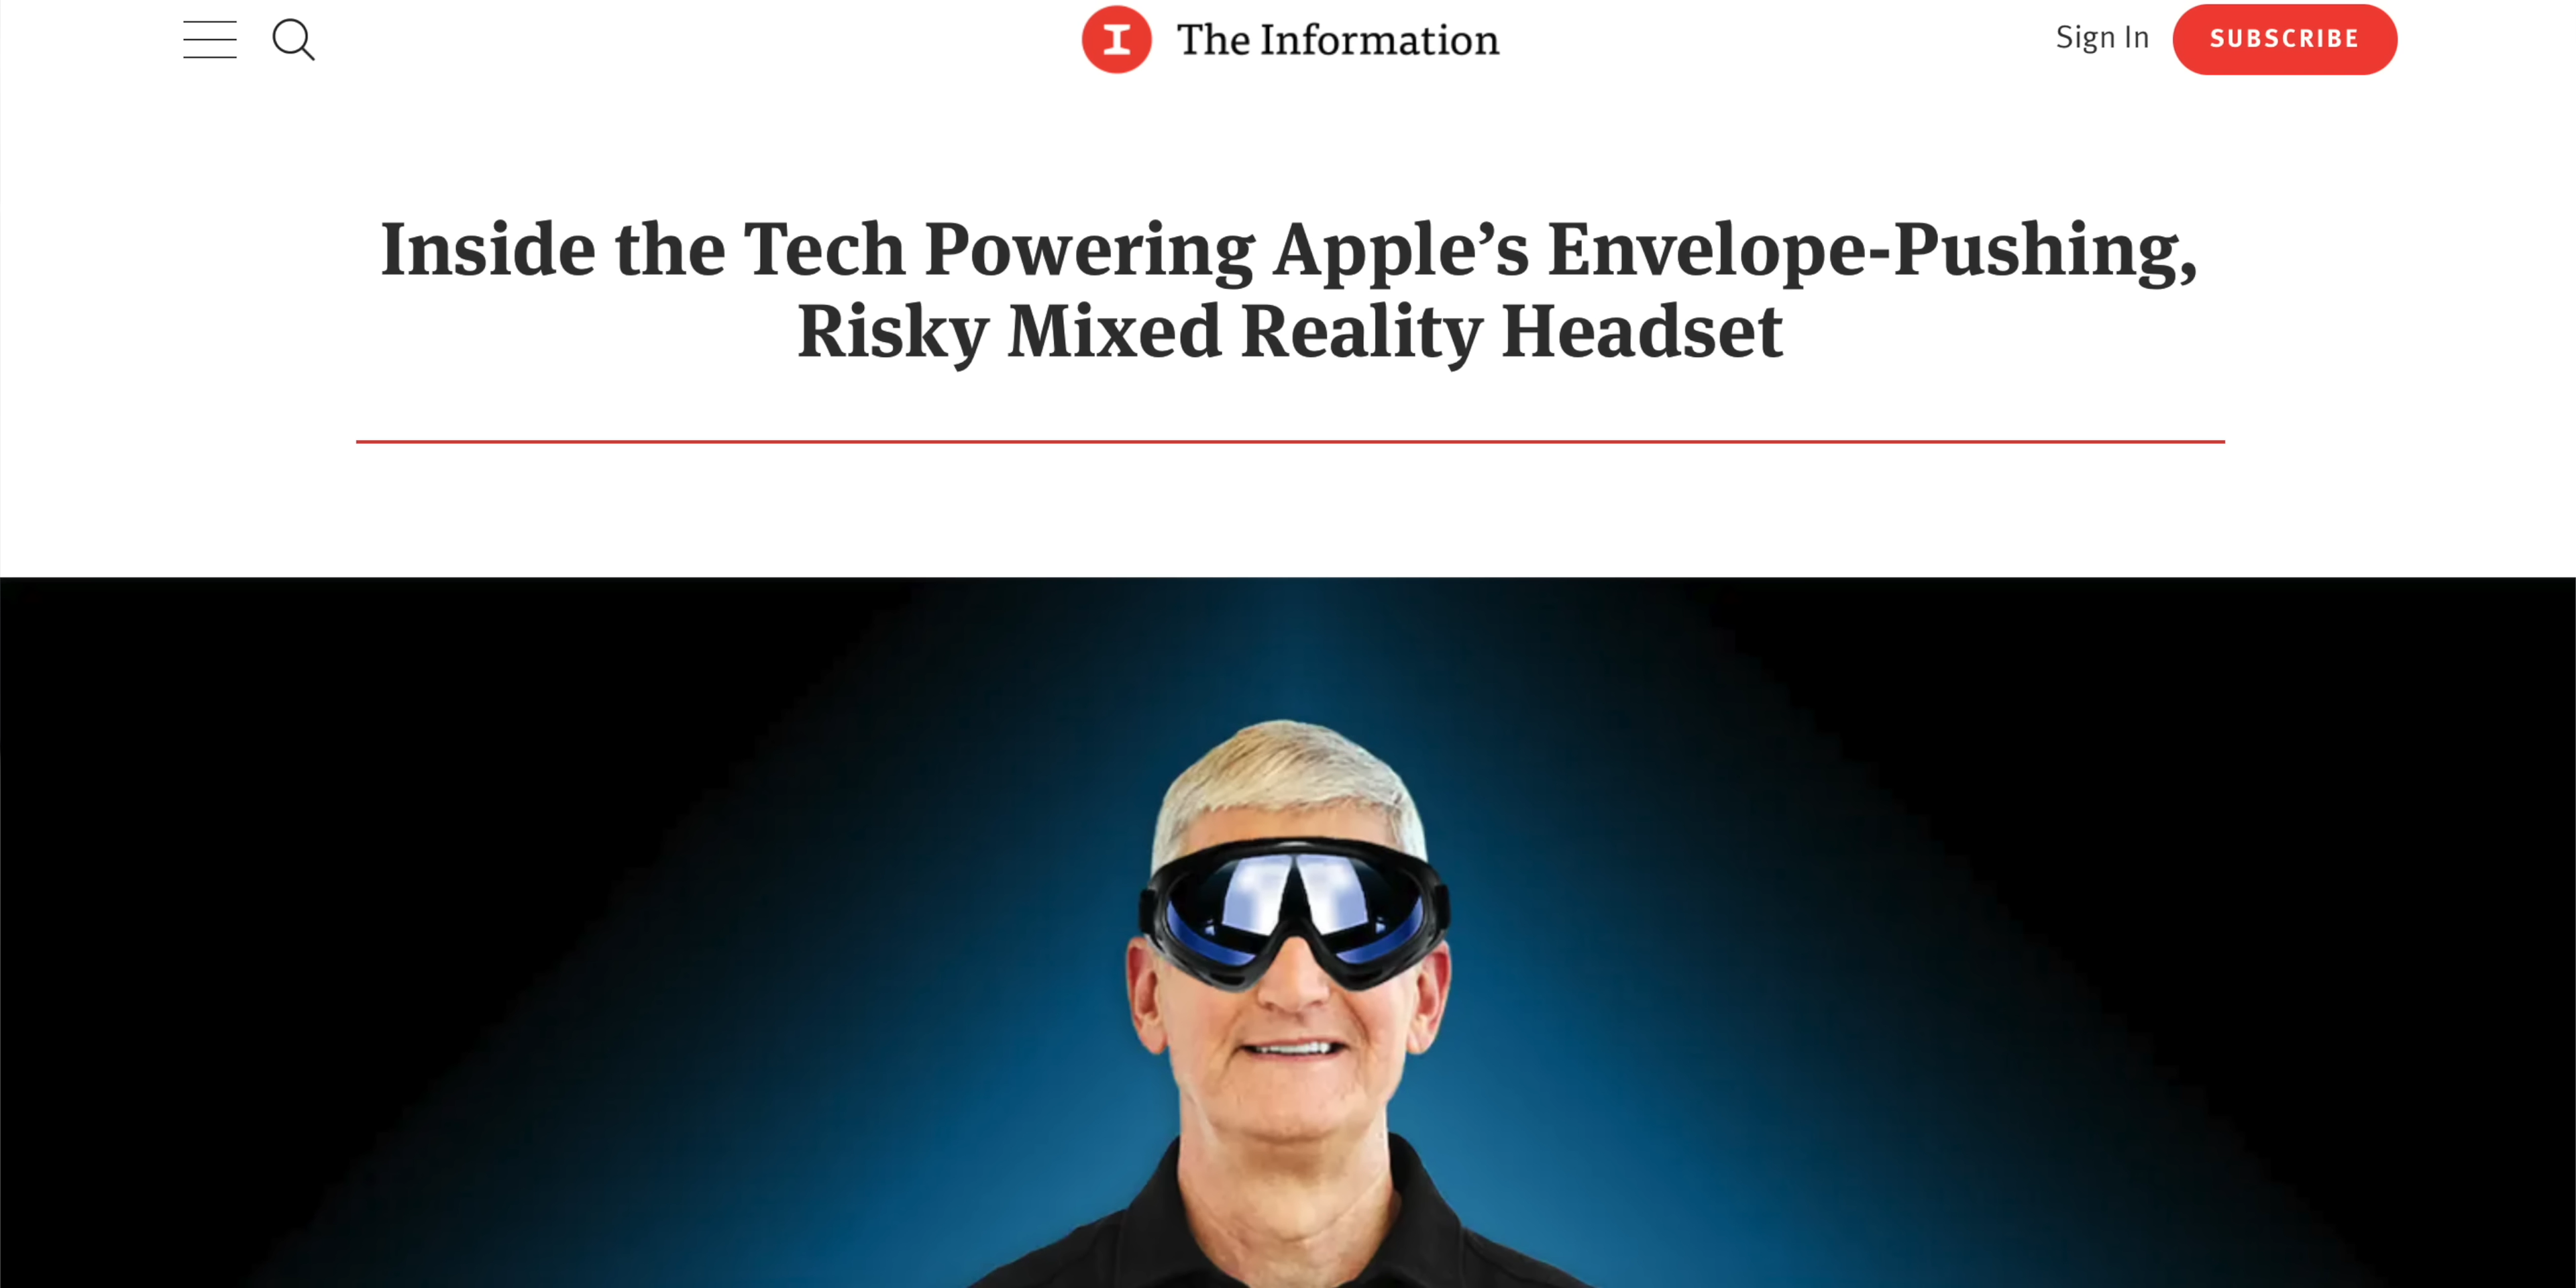 I The Information
Sign In
SUBSCRIBE
Inside the Tech Powering Apple’s Envelope-Pushing,
Risky Mixed Reality Headset